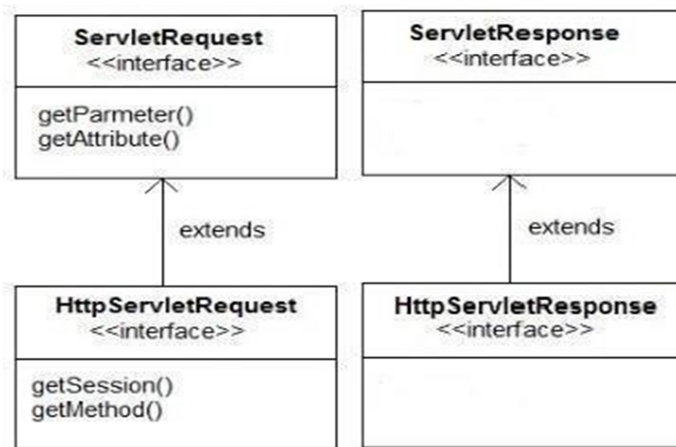 ServletRequest
<<interface>>
getParmeter()
getAttribute()
ServletResponse
<<interface>>
extends
extends
HttpServletRequest
<<interface>>
getSession()
getMethod()
HttpServletResponse
<<interface>>